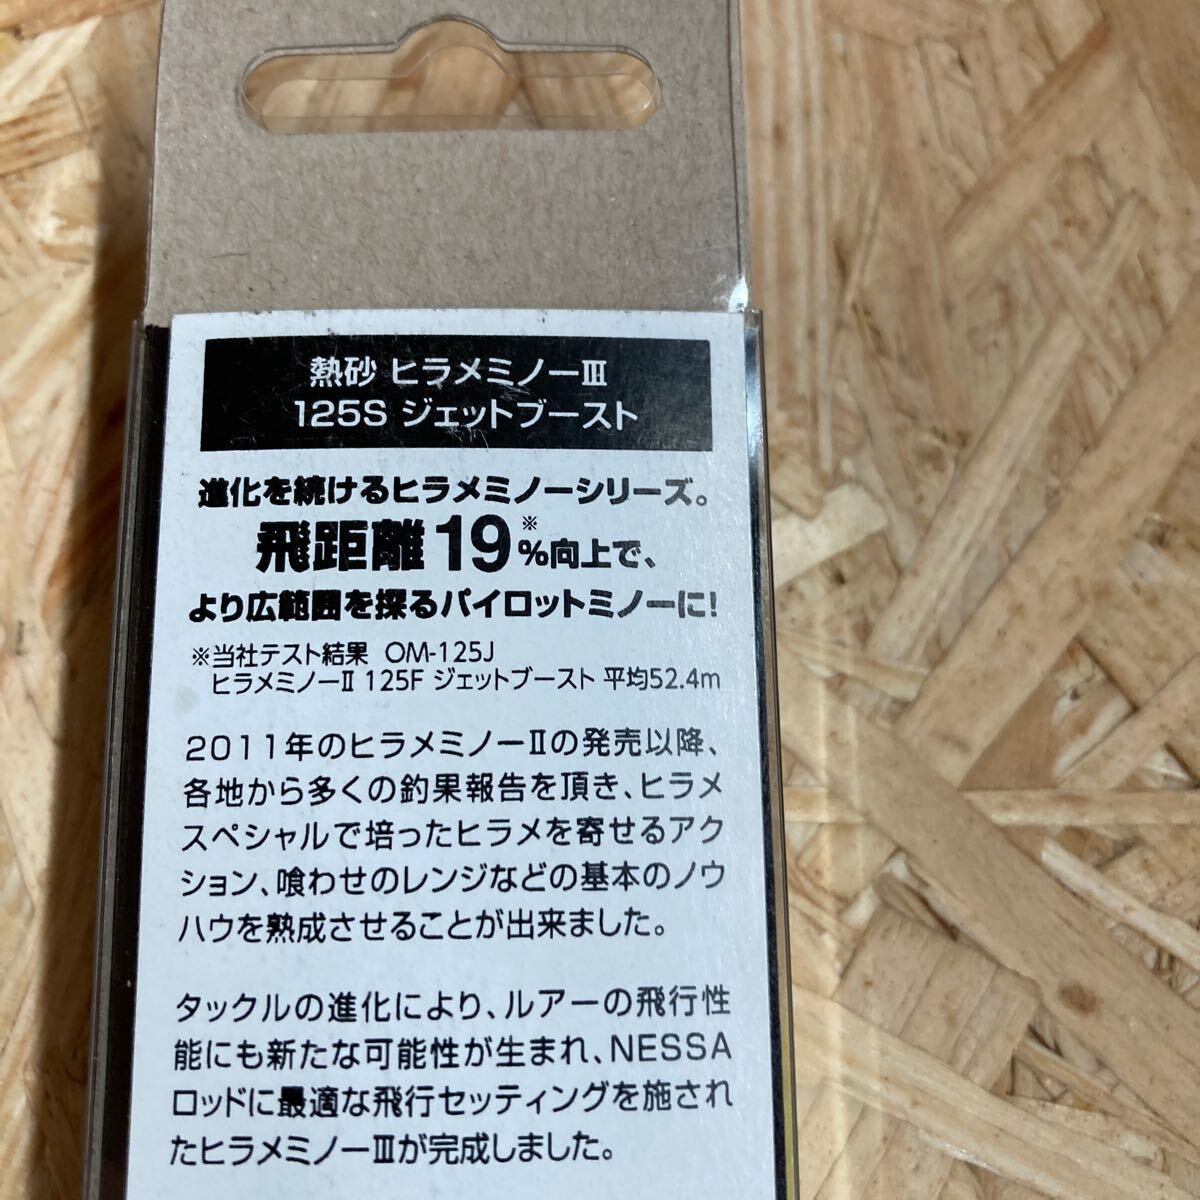 熱砂 ヒラメミノーⅢ
125S ジェットブースト
進化を続けるヒラメミノーシリーズ。
飛距離19※%向上で、
より広範囲を探るパイロットミノーに!
※当社テスト結果 OM-125J
ヒラメミノーⅡ 125F ジェットブースト 平均52.4m
2011年のヒラメミノーⅡの発売以降、
各地から多くの釣果報告を頂き、ヒラメ
スペシャルで培ったヒラメを寄せるアク
ション、喰わせのレンジなどの基本のノウ
ハウを熟成させることが出来ました。
タックルの進化により、ルアーの飛行性
能にも新たな可能性が生まれ、NESSA
ロッドに最適な飛行セッティングを施され
たヒラメミノーⅢが完成しました。